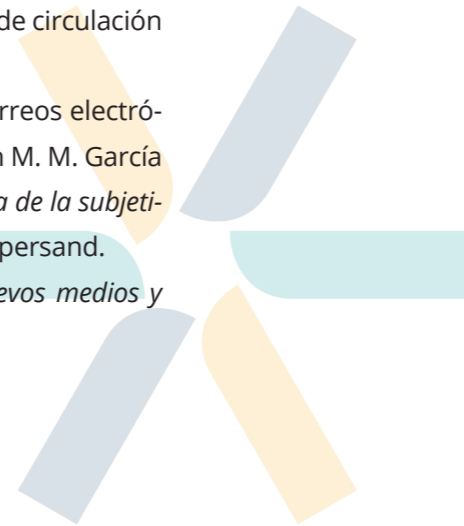 de circulación
rreos electró-
M. M. García
a de la subjeti-
persand.
evos medios y